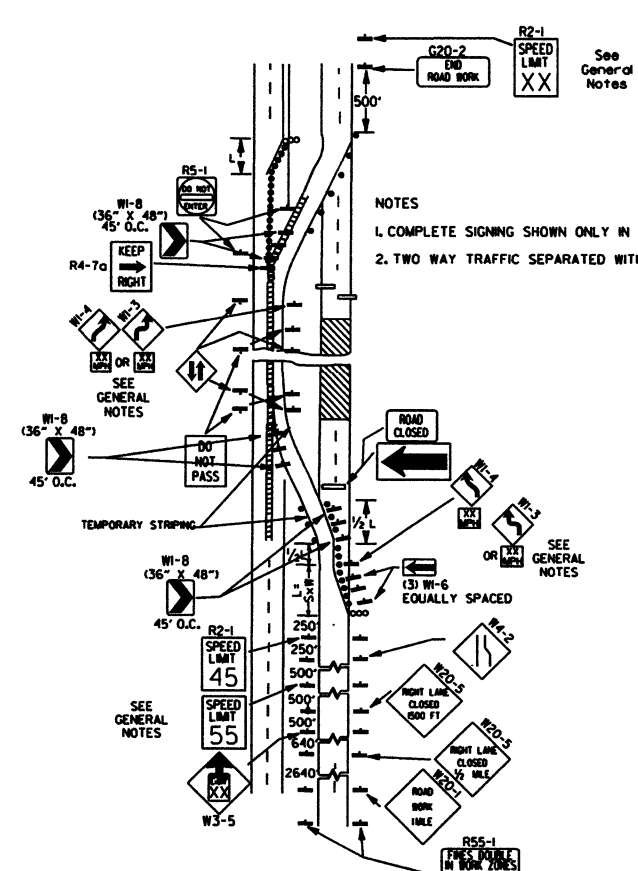 R2-1
SPEED
LIMIT
XX
See
General
Notes
G20-2
END
ROAD WORK
500'
L
R5-1
DO NOT
ENTER
W1-8
(36" X 48")
45' O.C.
KEEP
RIGHT
R4-7a
NOTES
1. COMPLETE SIGNING SHOWN ONLY IN
2. TWO WAY TRAFFIC SEPARATED WIT
W1-4
W1-3
XX
MPH
OR
XX
MPH
SEE
GENERAL
NOTES
W1-8
(36" X 48")
45' O.C.
DO
NOT
PASS
ROAD
CLOSED
W1-4
XX
MPH
W1-3
OR
XX
MPH
SEE
GENERAL
NOTES
TEMPORARY STRIPING
½ L
½ L
L=
SxW
W1-8
(36" X 48")
45' O.C.
(3) W1-6
EQUALLY SPACED
R2-1
SPEED
LIMIT
45
250'
250'
500'
500'
500'
640'
2640'
W4-2
SEE
GENERAL
NOTES
SPEED
LIMIT
55
W20-5
RIGHT LANE
CLOSED
1500 FT
W20-5
RIGHT LANE
CLOSED
½ MILE
XX
W3-5
W20-1
ROAD
WORK
1 MILE
R55-1
FINES DOUBLE
IN WORK ZONES